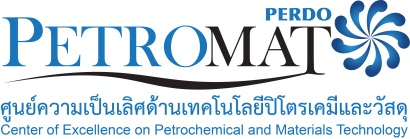 PERDO
PETROMAT
ศูนย์ความเป็นเลิศด้านเทคโนโลยีปิโตรเคมีและวัสดุ
Center of Excellence on Petrochemical and Materials Technology